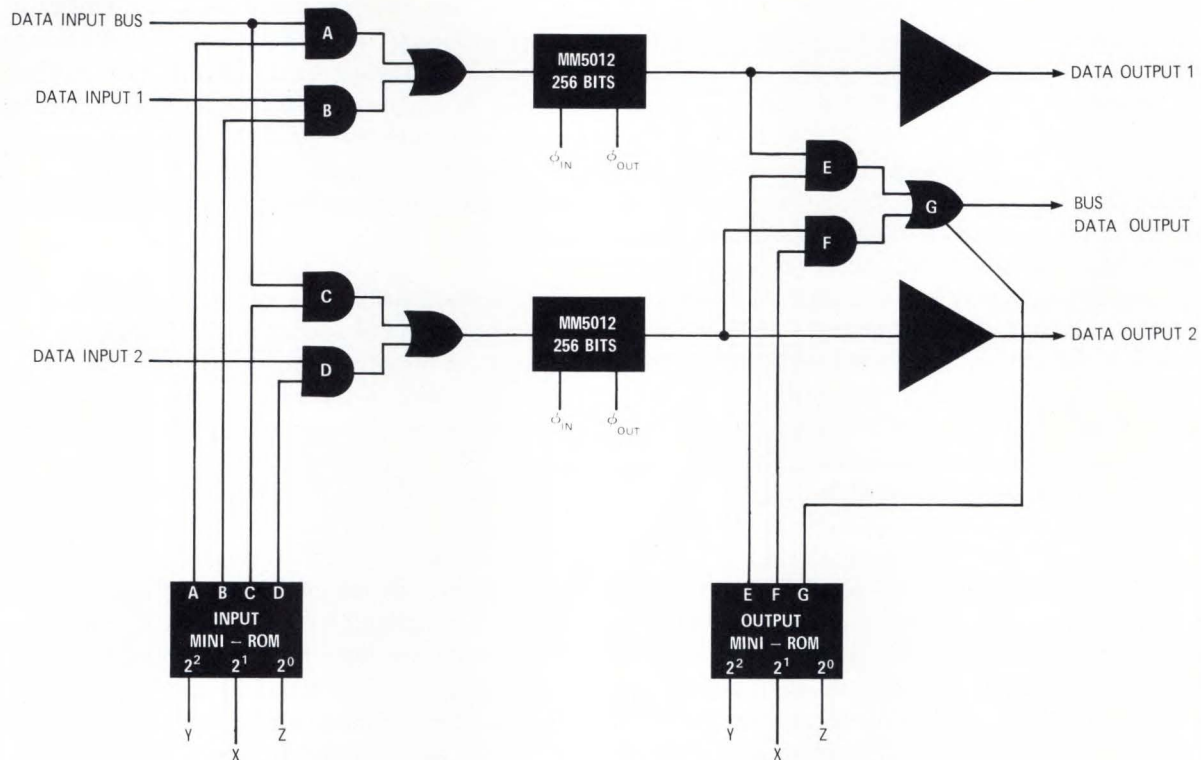 DATA INPUT BUS
A
MM5012
256 BITS
DATA OUTPUT 1
DATA INPUT 1
B
ϕIN
ϕOUT
E
G
BUS
DATA OUTPUT
F
C
MM5012
256 BITS
DATA OUTPUT 2
DATA INPUT 2
D
ϕIN
ϕOUT
A B C D
INPUT
MINI – ROM
2² 2¹ 2⁰
Y X Z
E F G
OUTPUT
MINI – ROM
2² 2¹ 2⁰
Y X Z